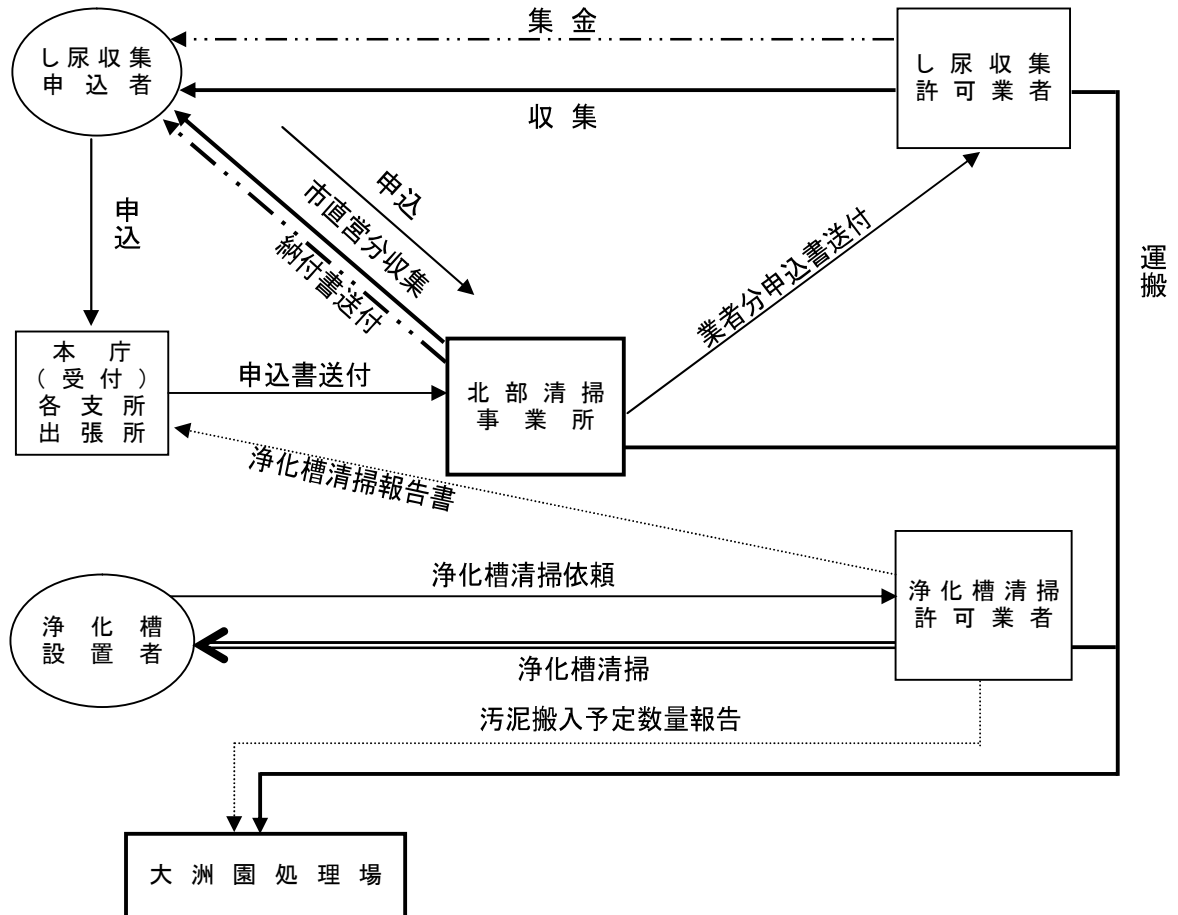 集金
し尿収集
申込者
し尿収集
許可業者
収集
申込
市直営分収集
納付書送付
申込
業者分申込書送付
運搬
本庁
(受付)
各支所
出張所
申込書送付
北部清掃
事業所
浄化槽清掃報告書
浄化槽清掃依頼
浄化槽清掃
許可業者
浄化槽
設置者
浄化槽清掃
汚泥搬入予定数量報告
大洲園処理場